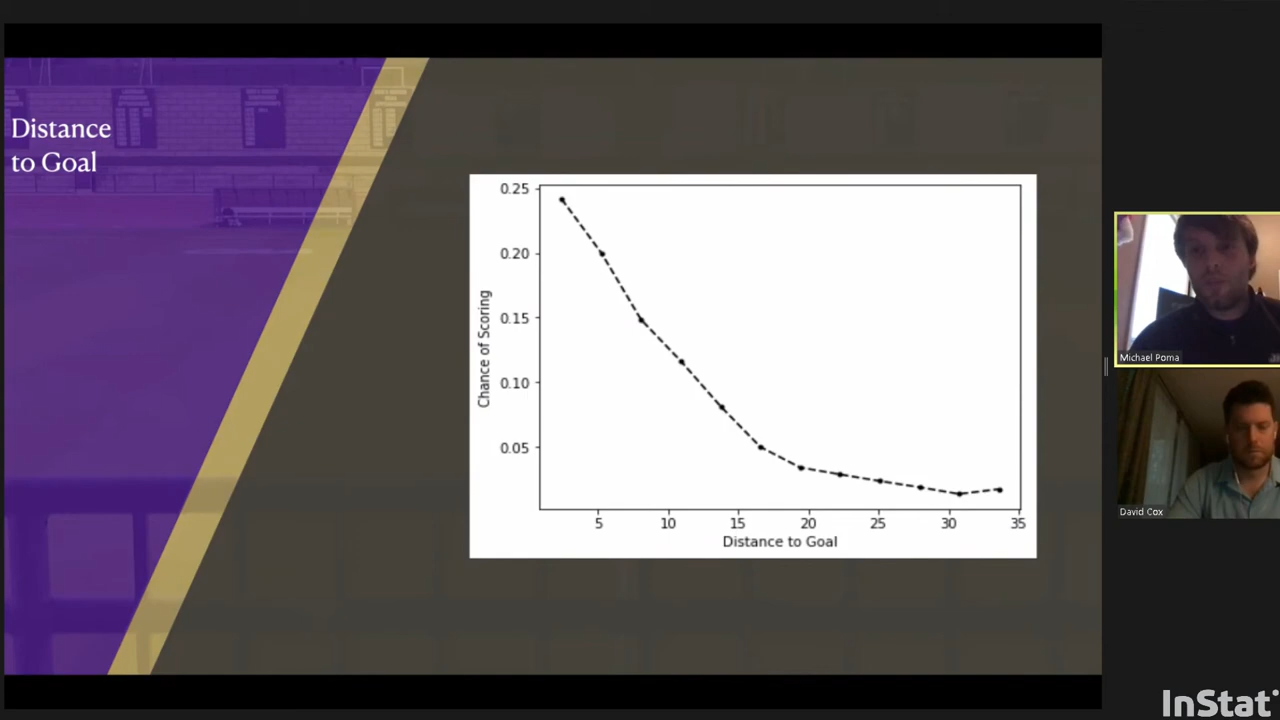 Distance
to Goal
0.25
0.20
0.15
0.10
0.05
Chance of Scoring
5 10 15 20 25 30 35
Distance to Goal
Michael Poma
David Cox
InStat